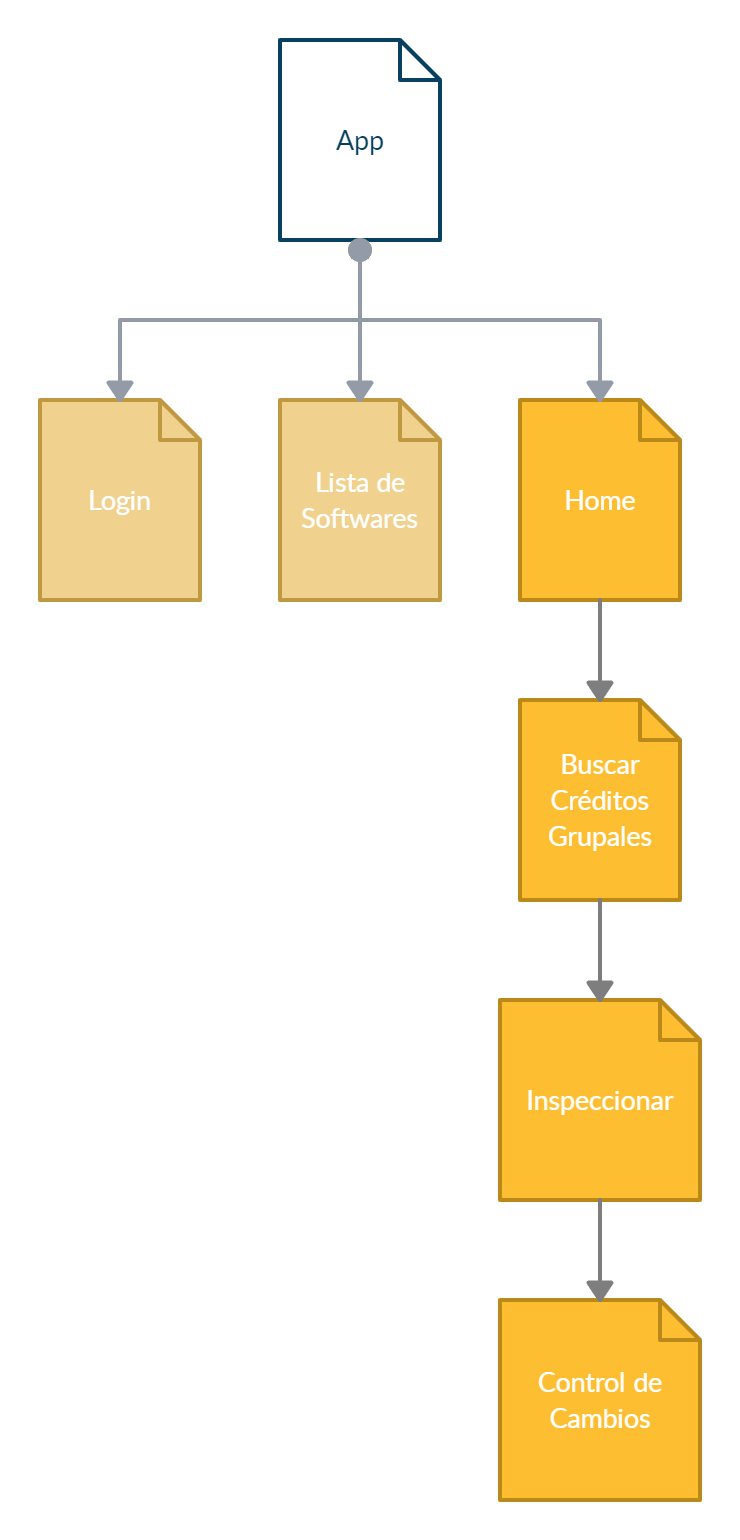 App
Login
Lista de
Softwares
Home
Buscar
Créditos
Grupales
Inspeccionar
Control de
Cambios